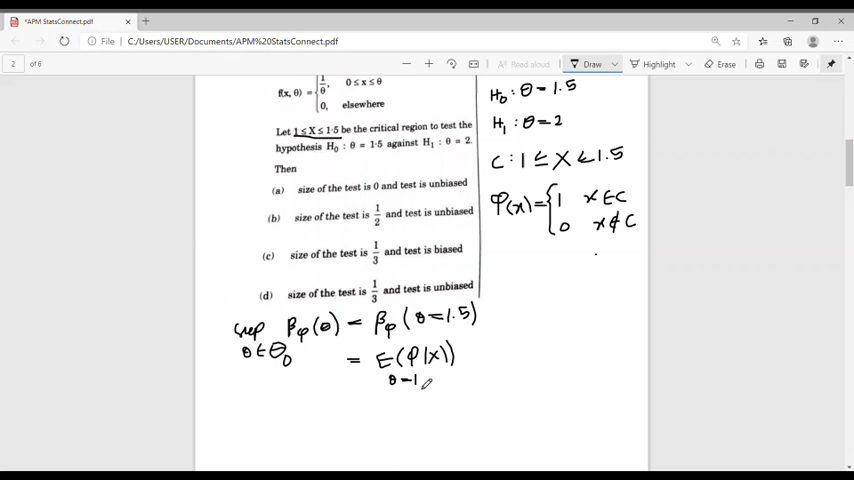 *APM StatsConnect.pdf
File
C:/Users/USER/Documents/APM%20StatsConnect.pdf
2 of 6
Read aloud
Draw
Highlight
Erase
f(x, θ) = { 1/θ, 0 ≤ x ≤ θ
0, elsewhere
Let 1 ≤ X ≤ 1·5 be the critical region to test the
hypothesis H₀ : θ = 1·5 against H₁ : θ = 2.
Then
(a) size of the test is 0 and test is unbiased
(b) size of the test is 1/2 and test is unbiased
(c) size of the test is 1/3 and test is biased
(d) size of the test is 1/3 and test is unbiased
H₀ : θ = 1.5
H₁ : θ = 2
C : 1 ≤ X ≤ 1.5
φ(x) = { 1 x ∈ C
0 x ∉ C
sup β_φ(θ) = β_φ(θ = 1.5)
θ ∈ Θ₀
= E(φ(x))
θ = 1